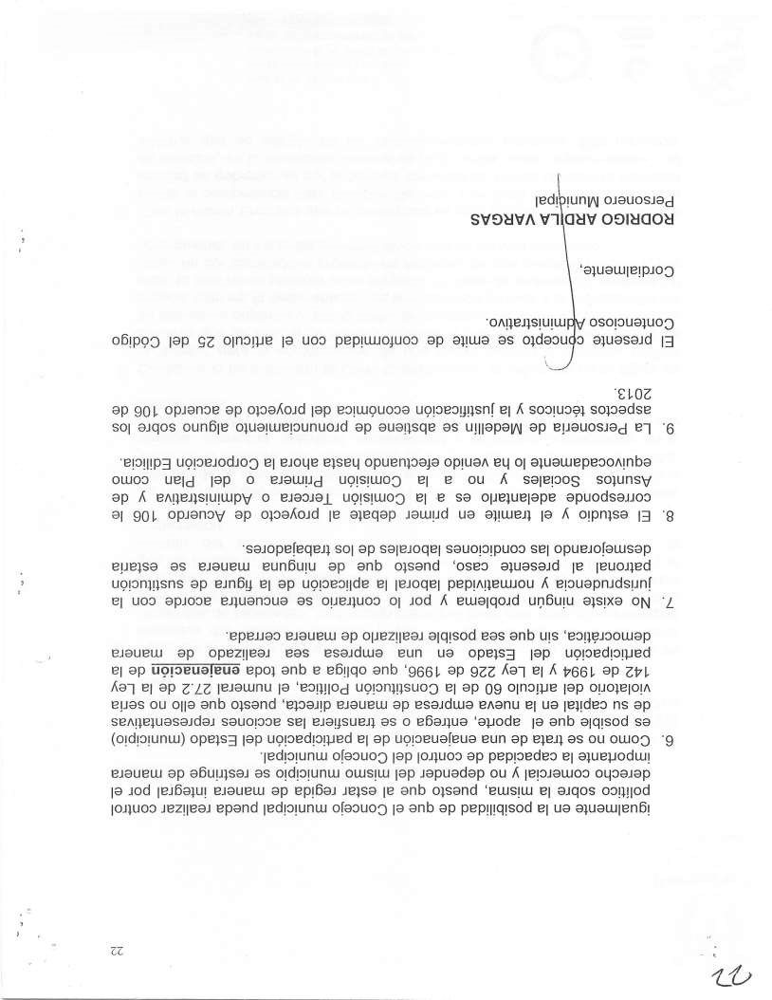 22
22
igualmente en la posibilidad de que el Concejo municipal pueda realizar control
político sobre la misma, puesto que al estar regida de manera integral por el
derecho comercial y no depender del mismo municipio se restringe de manera
importante la capacidad de control del Concejo municipal.
6. Como no se trata de una enajenación de la participación del Estado (municipio)
es posible que el aporte, entrega o se transfiera las acciones representativas
de su capital en la nueva empresa de manera directa, puesto que ello no seria
violatorio del articulo 60 de la Constitución Política, el numeral 27.2 de la Ley
142 de 1994 y la Ley 226 de 1996, que obliga a que toda enajenación de la
participación del Estado en una empresa sea realizado de manera
democrática, sin que sea posible realizarlo de manera cerrada.
7. No existe ningún problema y por lo contrario se encuentra acorde con la
jurisprudencia y normatividad laboral la aplicación de la figura de sustitución
patronal al presente caso, puesto que de ninguna manera se estaría
desmejorando las condiciones laborales de los trabajadores.
8. El estudio y el tramite en primer debate al proyecto de Acuerdo 106 le
corresponde adelantarlo es a la Comisión Tercera o Administrativa y de
Asuntos Sociales y no a la Comisión Primera o del Plan como
equivocadamente lo ha venido efectuando hasta ahora la Corporación Edilicia.
9. La Personería de Medellín se abstiene de pronunciamiento alguno sobre los
aspectos técnicos y la justificación económica del proyecto de acuerdo 106 de
2013.
El presente concepto se emite de conformidad con el artículo 25 del Código
Contencioso Administrativo.
Cordialmente,
RODRIGO ARDILA VARGAS
Personero Municipal